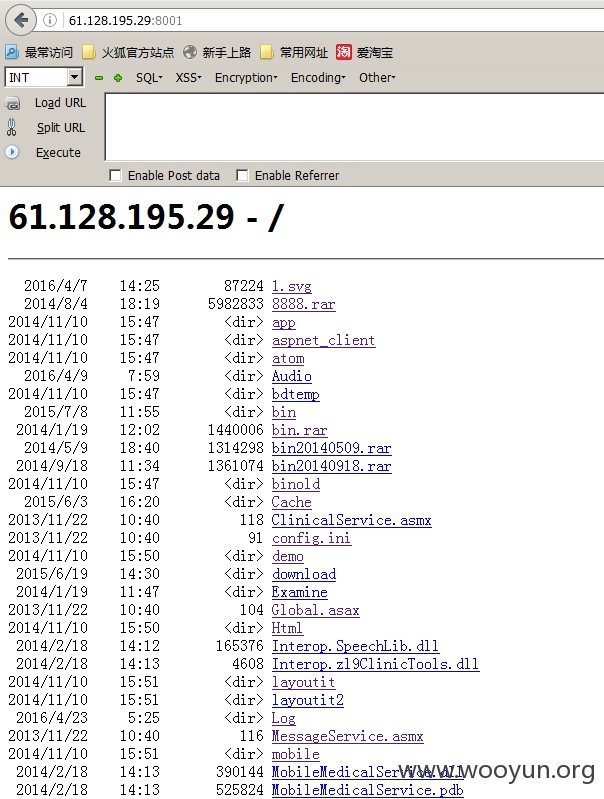 61.128.195.29:8001
最常访问 火狐官方站点 新手上路 常用网址 淘 爱淘宝
INT SQL XSS Encryption Encoding Other
Load URL
Split URL
Execute
Enable Post data Enable Referrer
61.128.195.29 - /
2016/4/7 14:25 87224 1.svg
2014/8/4 18:19 5982833 8888.rar
2014/11/10 15:47 <dir> app
2014/11/10 15:47 <dir> aspnet_client
2014/11/10 15:47 <dir> atom
2016/4/9 7:59 <dir> Audio
2014/11/10 15:47 <dir> bdtemp
2015/7/8 11:55 <dir> bin
2014/1/19 12:02 1440006 bin.rar
2014/5/9 18:40 1314298 bin20140509.rar
2014/9/18 11:34 1361074 bin20140918.rar
2014/11/10 15:47 <dir> binold
2015/6/3 16:20 <dir> Cache
2013/11/22 10:40 118 ClinicalService.asmx
2013/11/22 10:40 91 config.ini
2014/11/10 15:50 <dir> demo
2015/6/19 14:30 <dir> download
2014/1/19 11:47 <dir> Examine
2013/11/22 10:40 104 Global.asax
2014/11/10 15:50 <dir> Html
2014/2/18 14:12 165376 Interop.SpeechLib.dll
2014/2/18 14:13 4608 Interop.zl9ClinicTools.dll
2014/11/10 15:51 <dir> layoutit
2014/11/10 15:51 <dir> layoutit2
2016/4/23 5:25 <dir> Log
2013/11/22 10:40 116 MessageService.asmx
2014/11/10 15:51 <dir> mobile
2014/2/18 14:13 390144 MobileMedicalService.dll
2014/2/18 14:13 525824 MobileMedicalService.pdb
www.wooyun.org